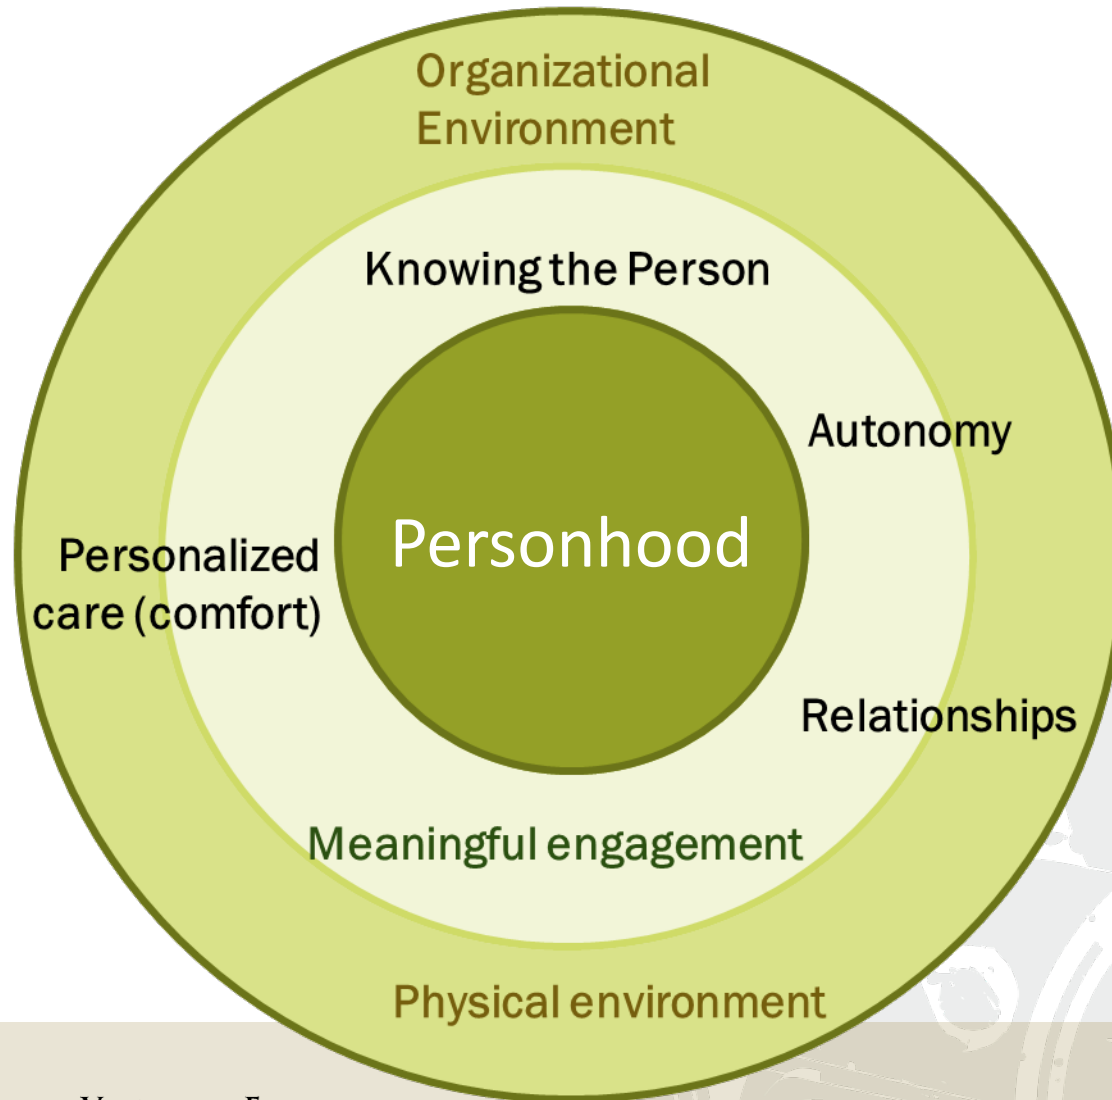 Organizational
Environment
Knowing the Person
Autonomy
Personhood
Personalized
care (comfort)
Relationships
Meaningful engagement
Physical environment